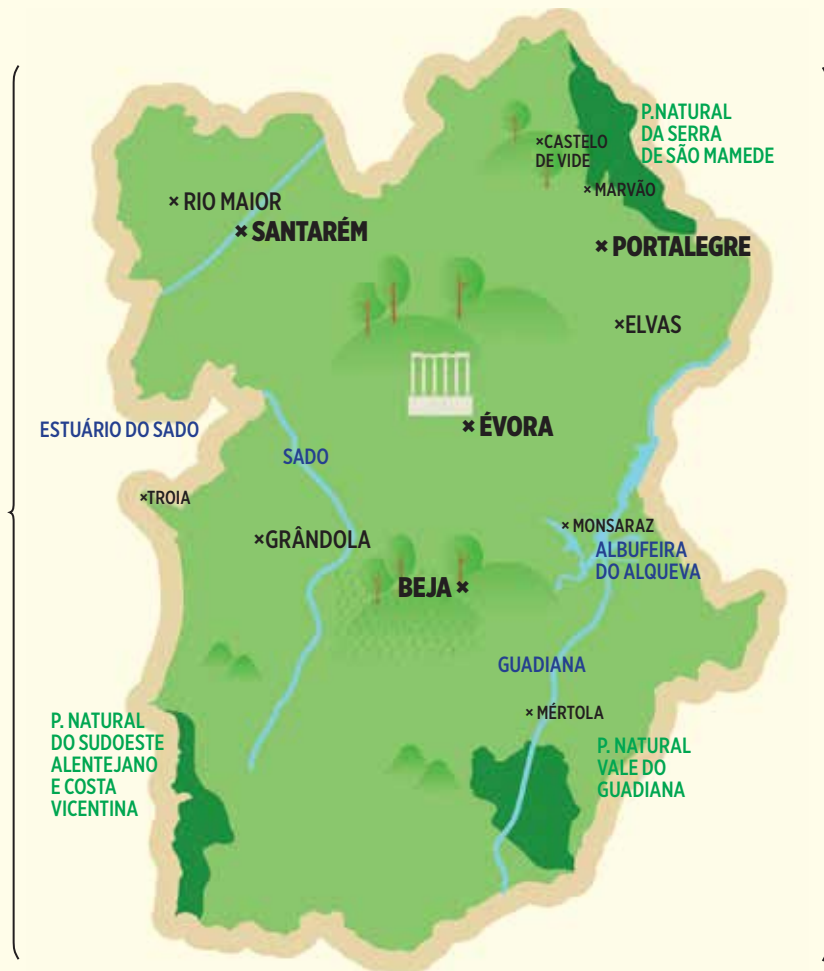 P.NATURAL
DA SERRA
DE SÃO MAMEDE
×CASTELO
DE VIDE
×MARVÃO
×RIO MAIOR
×SANTARÉM
×PORTALEGRE
×ELVAS
ESTUÁRIO DO SADO
×ÉVORA
SADO
×TROIA
×GRÂNDOLA
×MONSARAZ
ALBUFEIRA
DO ALQUEVA
BEJA×
GUADIANA
×MÉRTOLA
P. NATURAL
DO SUDOESTE
ALENTEJANO
E COSTA
VICENTINA
P. NATURAL
VALE DO
GUADIANA